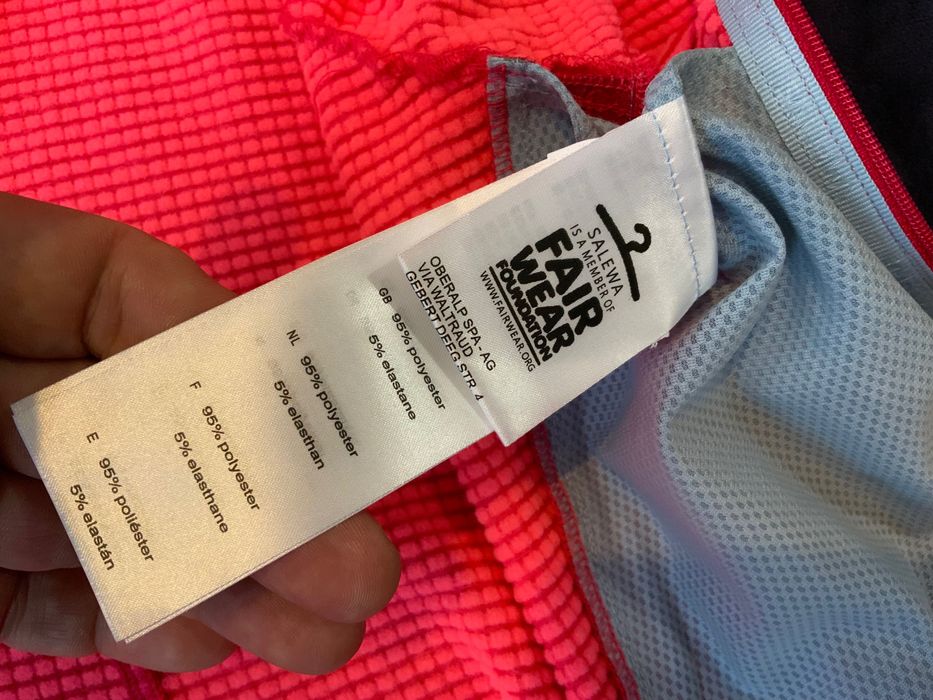 SALEWA
IS A MEMBER OF
FAIR
WEAR
FOUNDATION
WWW.FAIRWEAR.ORG
OBERALP SPA - AG
VIA WALTRAUD
GEBERT DEEG STR. 4
GB 95% polyester
5% elastane
NL 95% polyester
5% elasthan
F 95% polyester
5% elasthane
E 95% poliéster
5% elastán